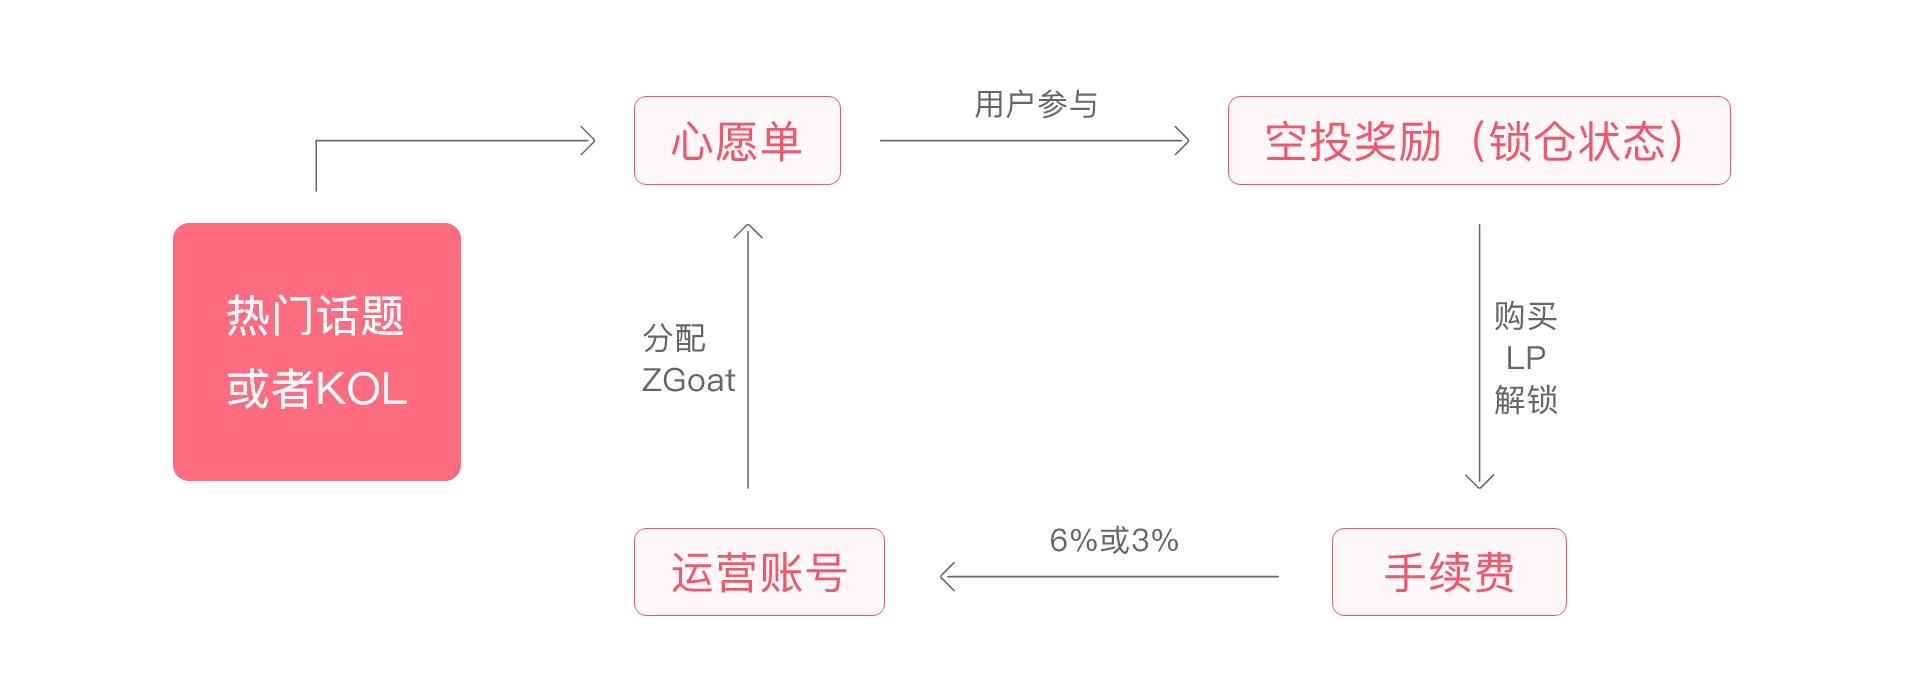 用户参与
心愿单
空投奖励（锁仓状态）
热门话题
或者KOL
分配
ZGoat
购买
LP
解锁
6%或3%
运营账号
手续费